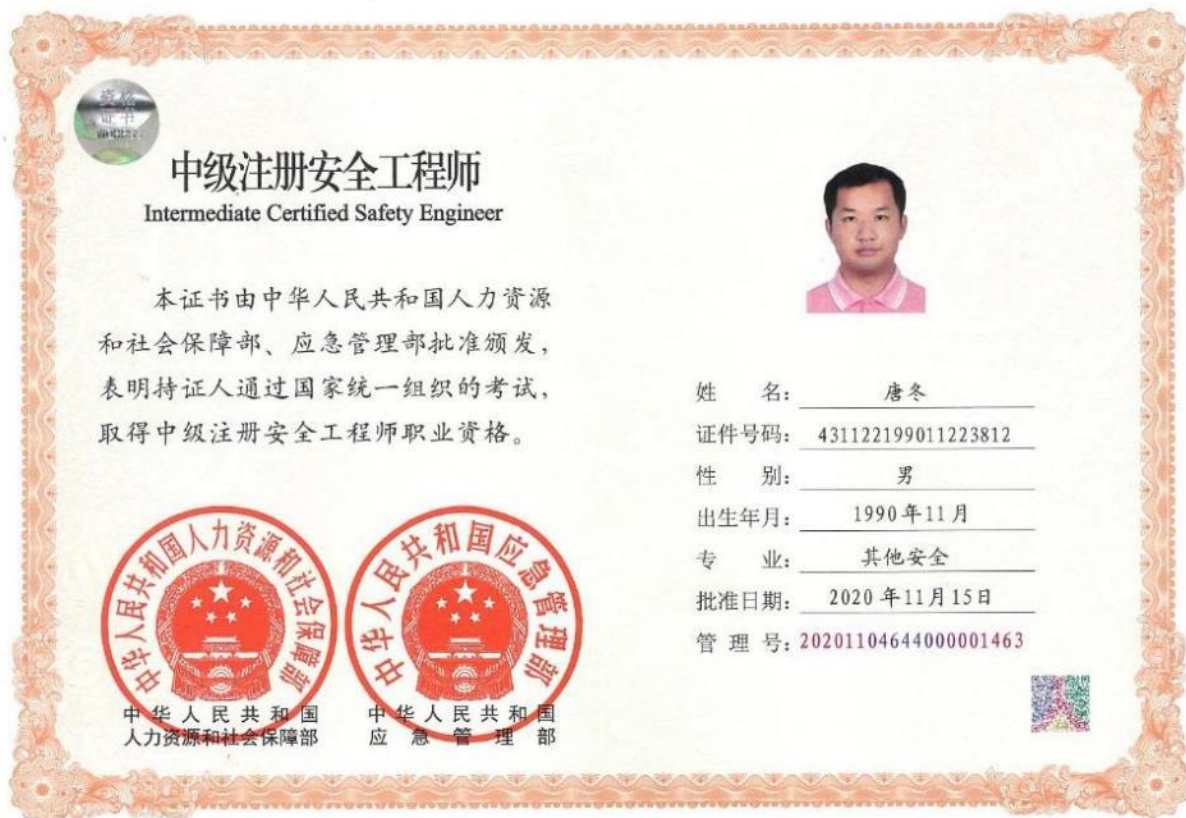 资格
证书
中级注册安全工程师
Intermediate Certified Safety Engineer
本证书由中华人民共和国人力资源
和社会保障部、应急管理部批准颁发，
表明持证人通过国家统一组织的考试，
取得中级注册安全工程师职业资格。
中华人民共和国人力资源和社会保障部
中华人民共和国应急管理部
中华人民共和国
人力资源和社会保障部
中华人民共和国
应急管理部
姓 名： 唐冬
证件号码： 431122199011223812
性 别： 男
出生年月： 1990年11月
专 业： 其他安全
批准日期： 2020年11月15日
管 理 号： 20201104644000001463